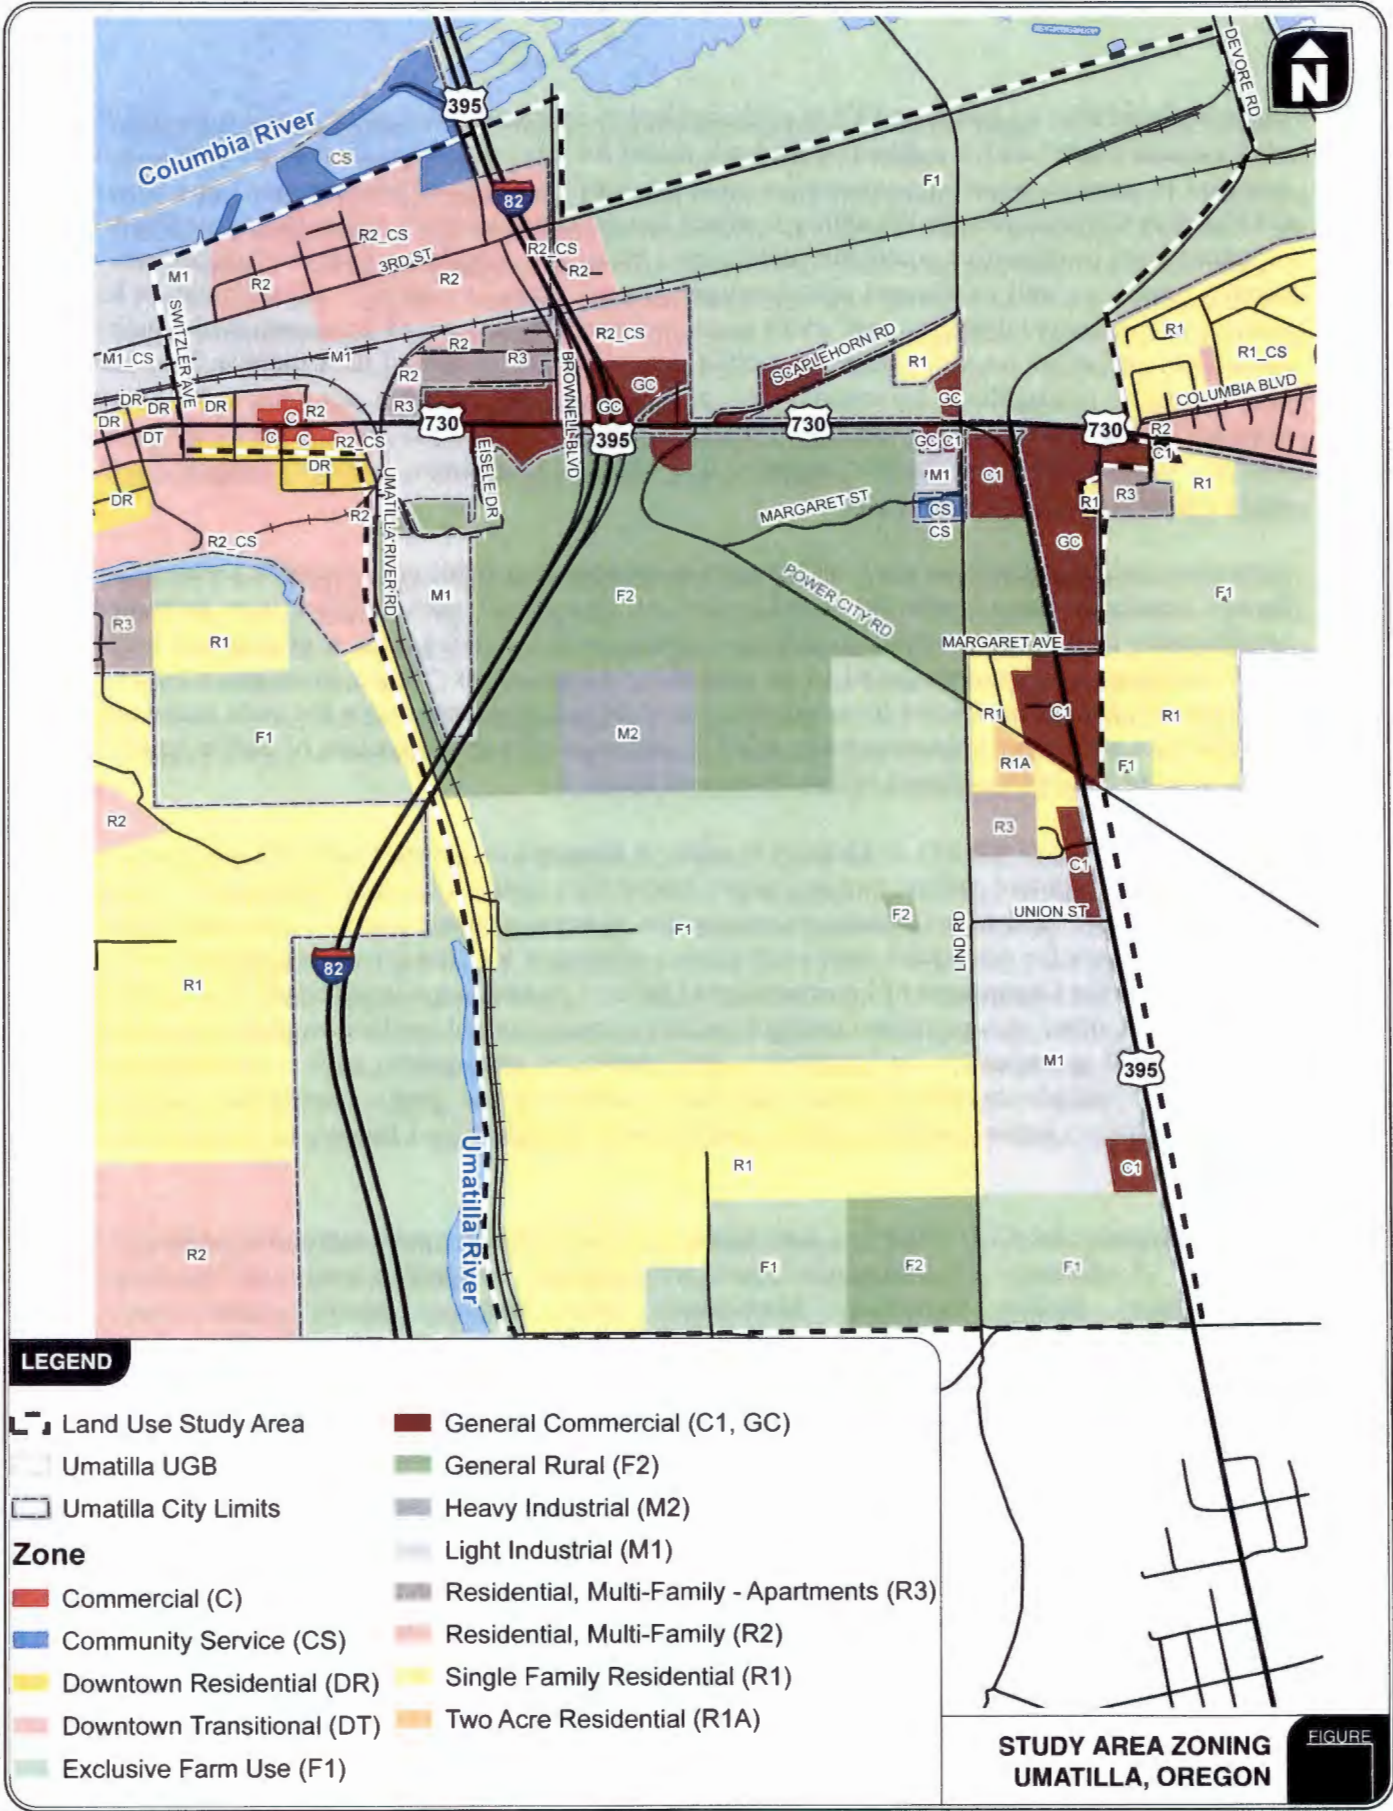 N
DEVORE RD
395
Columbia River
CS
82
F1
R2_CS
3RD ST
R2_CS
M1
R2
R2
R2
SWITZLER AVE
R2_CS
SCAPLEHORN RD
R1
R1_CS
M1_CS
M1
R2
R3
BROWNELL BLVD
R1
R2
GC
COLUMBIA BLVD
DR
DR
DR
R3
GC
GC
DR
C
R2
730
395
730
730
R2
DT
C
C
R2_CS
GC
C1
C1
DR
EISELE DR
M1
C1
R1
DR
UMATILLA RIVER RD
R1
R3
R2
MARGARET ST
CS
CS
R2_CS
GC
POWER CITY RD
M1
F2
F1
R3
R1
MARGARET AVE
F1
M2
R1
C1
R1
R1A
F1
R2
R3
C1
F2
UNION ST
F1
LIND RD
82
R1
M1
395
Umatilla River
R1
C1
R2
F1
F2
F1
LEGEND
Land Use Study Area
Umatilla UGB
Umatilla City Limits
Zone
Commercial (C)
Community Service (CS)
Downtown Residential (DR)
Downtown Transitional (DT)
Exclusive Farm Use (F1)
General Commercial (C1, GC)
General Rural (F2)
Heavy Industrial (M2)
Light Industrial (M1)
Residential, Multi-Family - Apartments (R3)
Residential, Multi-Family (R2)
Single Family Residential (R1)
Two Acre Residential (R1A)
STUDY AREA ZONING
UMATILLA, OREGON
FIGURE